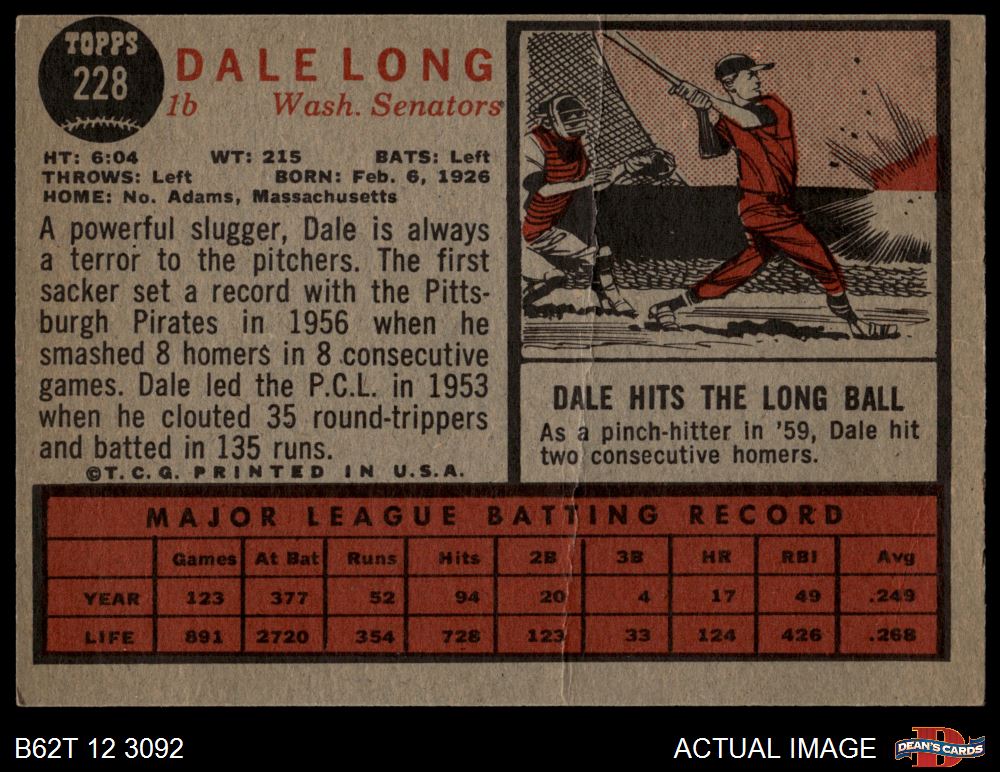 TOPPS
228
DALE LONG
1b Wash. Senators
HT: 6:04 WT: 215 BATS: Left
THROWS: Left BORN: Feb. 6, 1926
HOME: No. Adams, Massachusetts
A powerful slugger, Dale is always
a terror to the pitchers. The first
sacker set a record with the Pitts-
burgh Pirates in 1956 when he
smashed 8 homers in 8 consecutive
games. Dale led the P.C.L. in 1953
when he clouted 35 round-trippers
and batted in 135 runs.
©T.C.G. PRINTED IN U.S.A.
DALE HITS THE LONG BALL
As a pinch-hitter in '59, Dale hit
two consecutive homers.
MAJOR LEAGUE BATTING RECORD
Games At Bat Runs Hits 2B 3B HR RBI Avg
YEAR 123 377 52 94 20 4 17 49 .249
LIFE 891 2720 354 728 123 33 124 426 .268
B62T 12 3092
ACTUAL IMAGE
D
DEAN'S CARDS